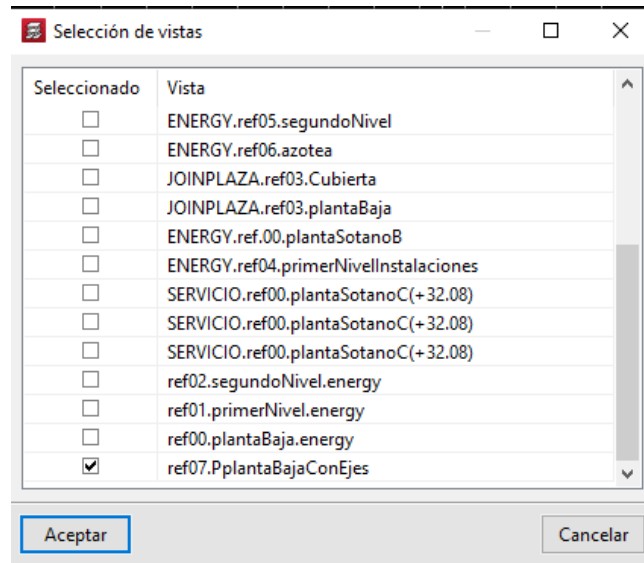 Selección de vistas
Seleccionado Vista
ENERGY.ref05.segundoNivel
ENERGY.ref06.azotea
JOINPLAZA.ref03.Cubierta
JOINPLAZA.ref03.plantaBaja
ENERGY.ref.00.plantaSotanoB
ENERGY.ref04.primerNivelInstalaciones
SERVICIO.ref00.plantaSotanoC(+32.08)
SERVICIO.ref00.plantaSotanoC(+32.08)
SERVICIO.ref00.plantaSotanoC(+32.08)
ref02.segundoNivel.energy
ref01.primerNivel.energy
ref00.plantaBaja.energy
ref07.PplantaBajaConEjes
Aceptar Cancelar